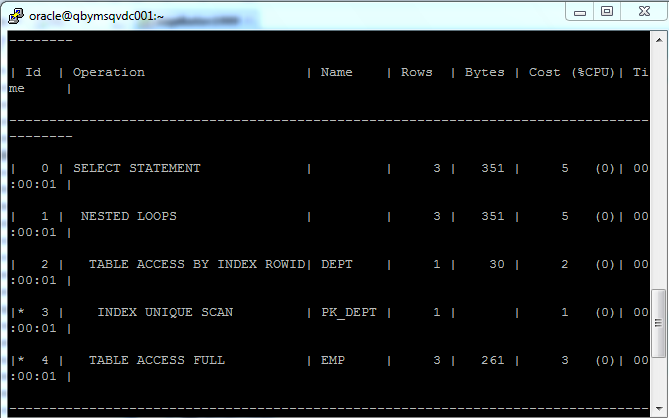 oracle@qbymsqvdc001:~
--------
| Id  | Operation                    | Name    | Rows  | Bytes | Cost (%CPU)| Ti
me     |
--------------------------------------------------------------------------------
--------
|   0 | SELECT STATEMENT             |         |     3 |   351 |     5   (0)| 00
:00:01 |
|   1 |  NESTED LOOPS                |         |     3 |   351 |     5   (0)| 00
:00:01 |
|   2 |   TABLE ACCESS BY INDEX ROWID| DEPT    |     1 |    30 |     2   (0)| 00
:00:01 |
|*  3 |    INDEX UNIQUE SCAN         | PK_DEPT |     1 |       |     1   (0)| 00
:00:01 |
|*  4 |   TABLE ACCESS FULL          | EMP     |     3 |   261 |     3   (0)| 00
:00:01 |
--------------------------------------------------------------------------------